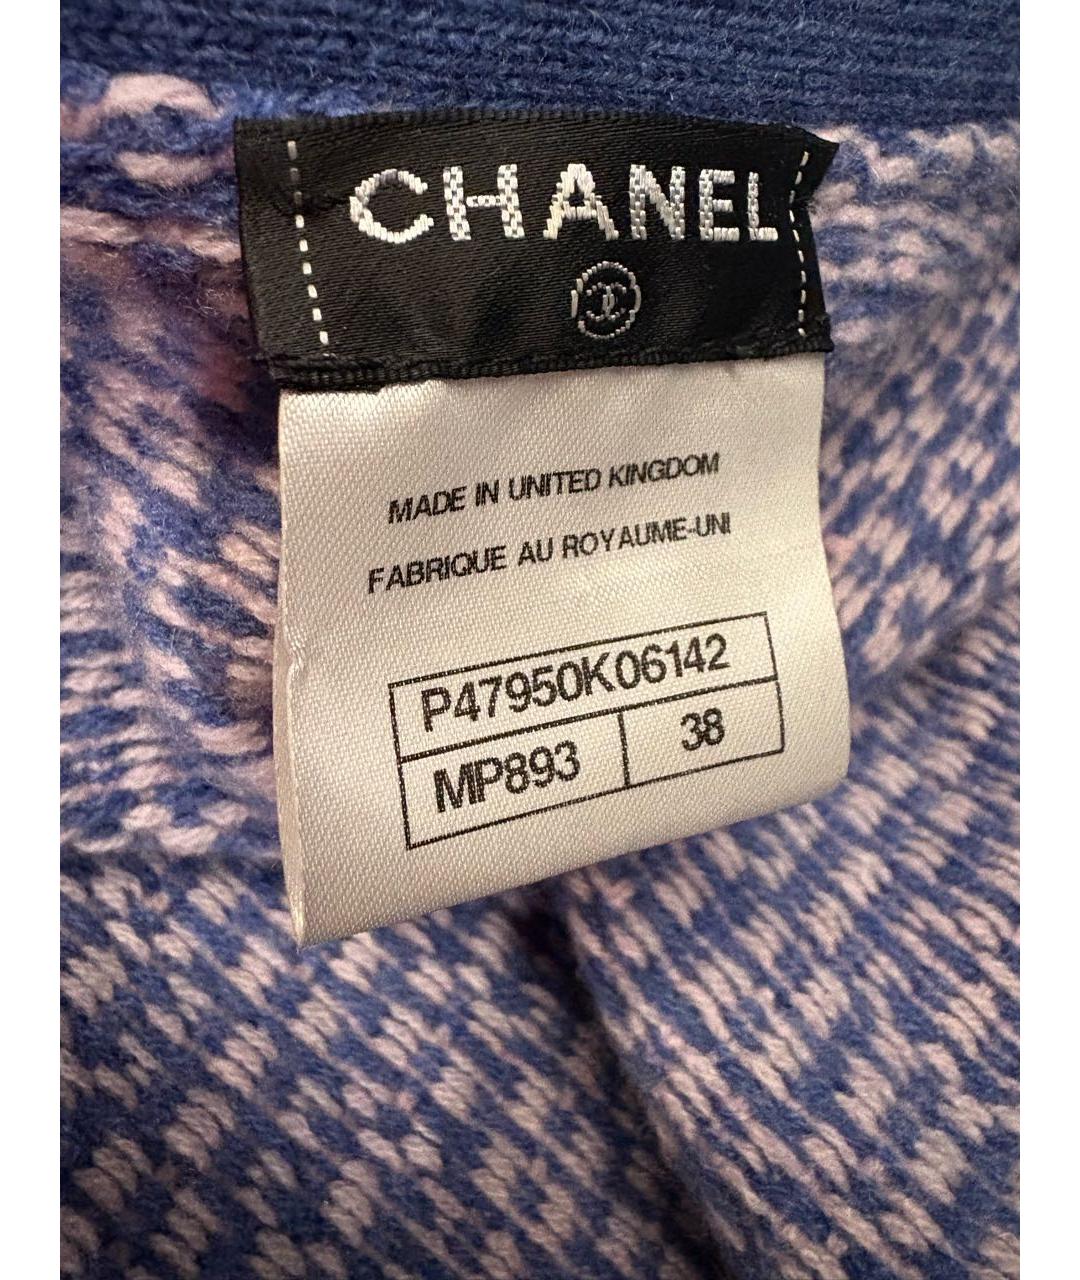 CHANEL
MADE IN UNITED KINGDOM
FABRIQUE AU ROYAUME-UNI
P47950K06142
MP893 38